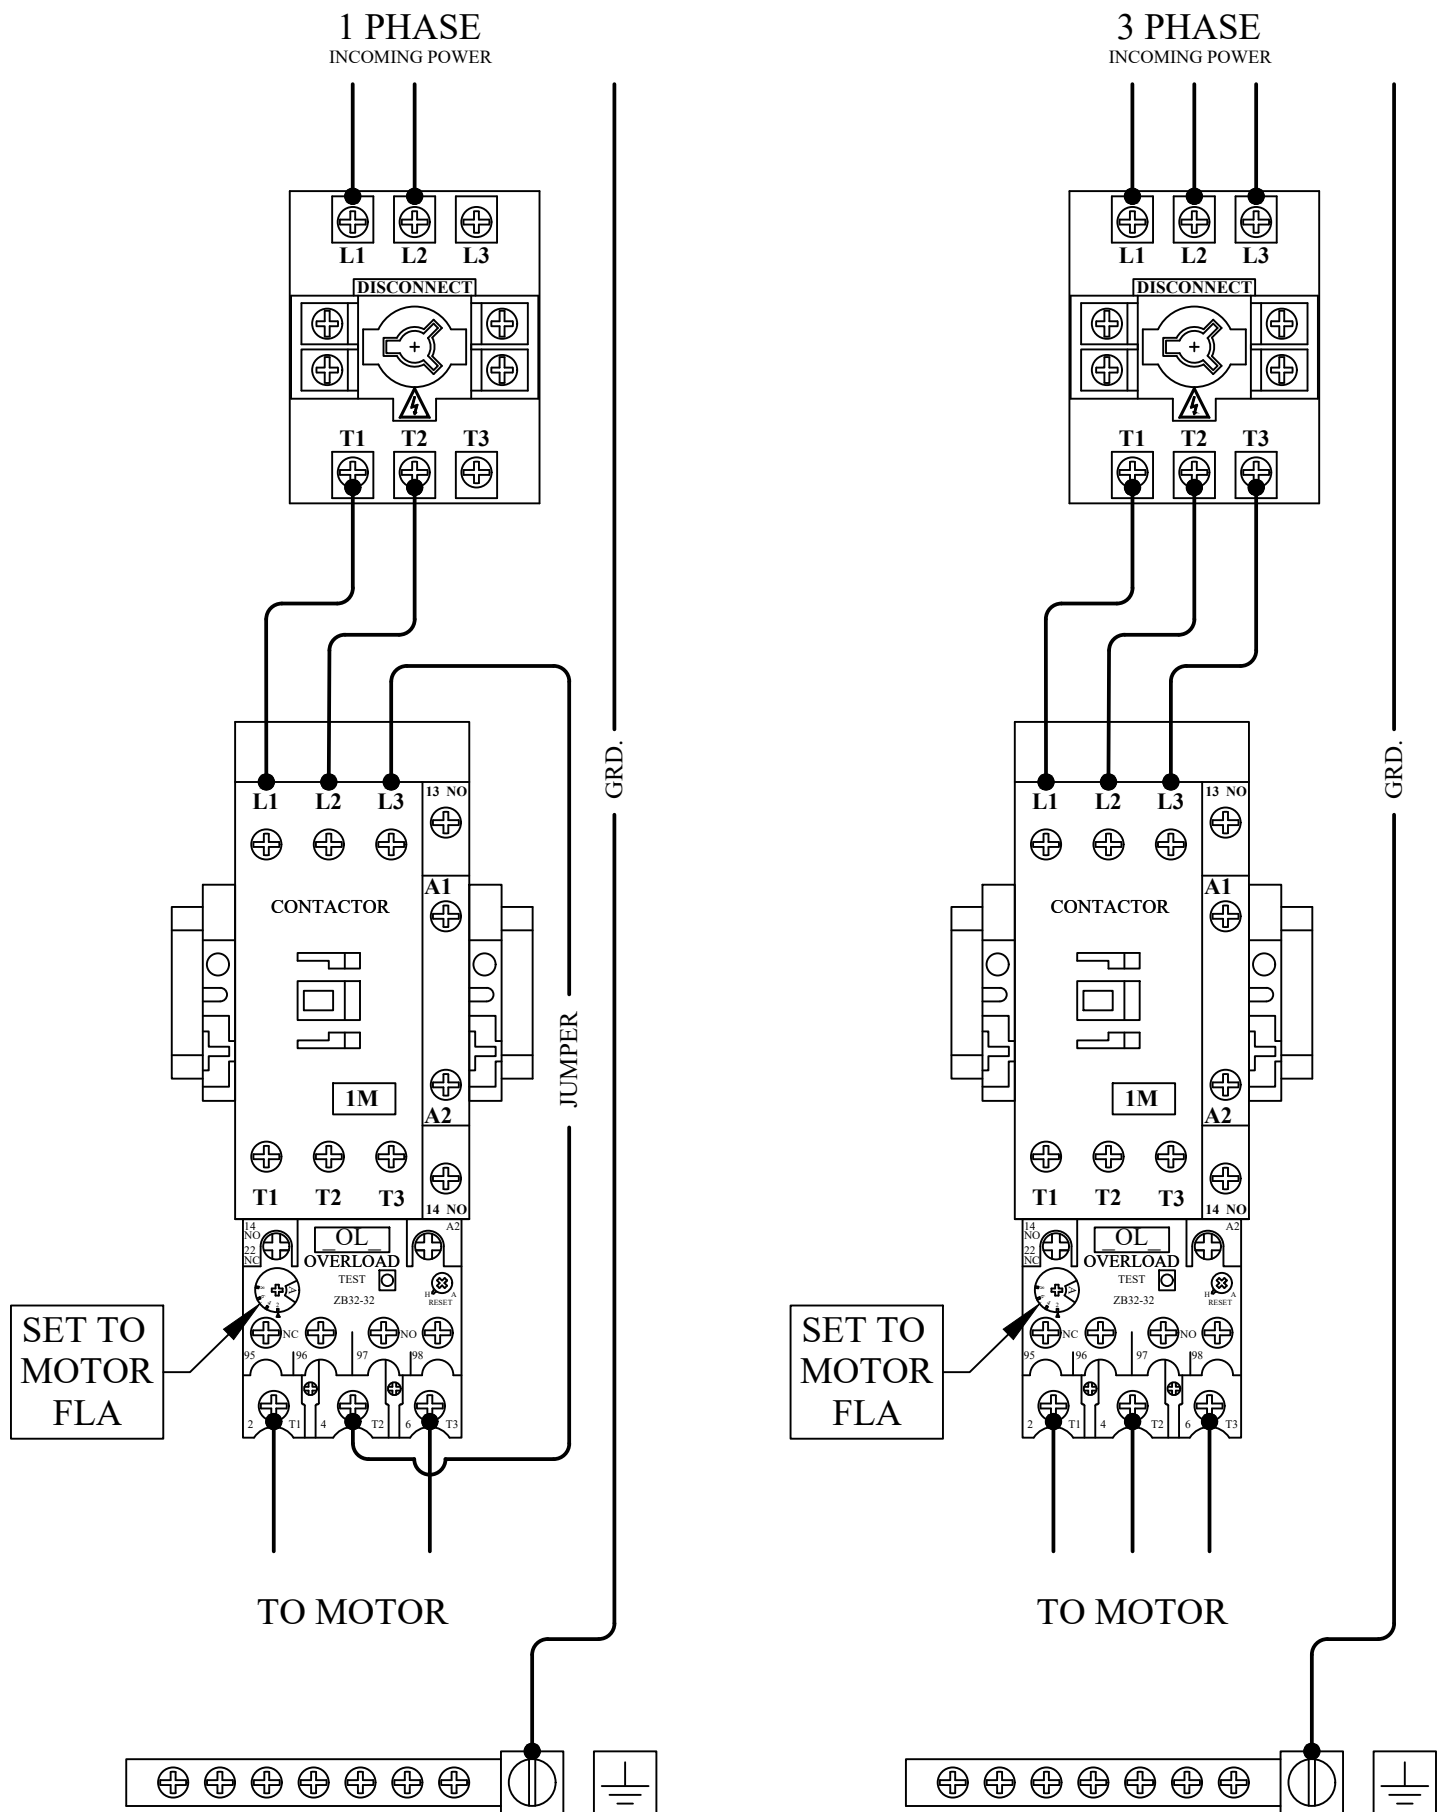 1 PHASE
INCOMING POWER
L1 L2 L3
DISCONNECT
T1 T2 T3
GRD.
L1 L2 L3 13 NO
A1
CONTACTOR
JUMPER
1M
A2
T1 T2 T3
14 NO
14 NO
22 NC
A2
_OL_
OVERLOAD
TEST
ZB32-32
H A
RESET
SET TO
MOTOR
FLA
NC NO
95 96 97 98
2 T1 4 T2 6 T3
TO MOTOR
3 PHASE
INCOMING POWER
L1 L2 L3
DISCONNECT
T1 T2 T3
GRD.
L1 L2 L3 13 NO
A1
CONTACTOR
1M
A2
T1 T2 T3
14 NO
14 NO
22 NC
A2
_OL_
OVERLOAD
TEST
ZB32-32
H A
RESET
SET TO
MOTOR
FLA
NC NO
95 96 97 98
2 T1 4 T2 6 T3
TO MOTOR